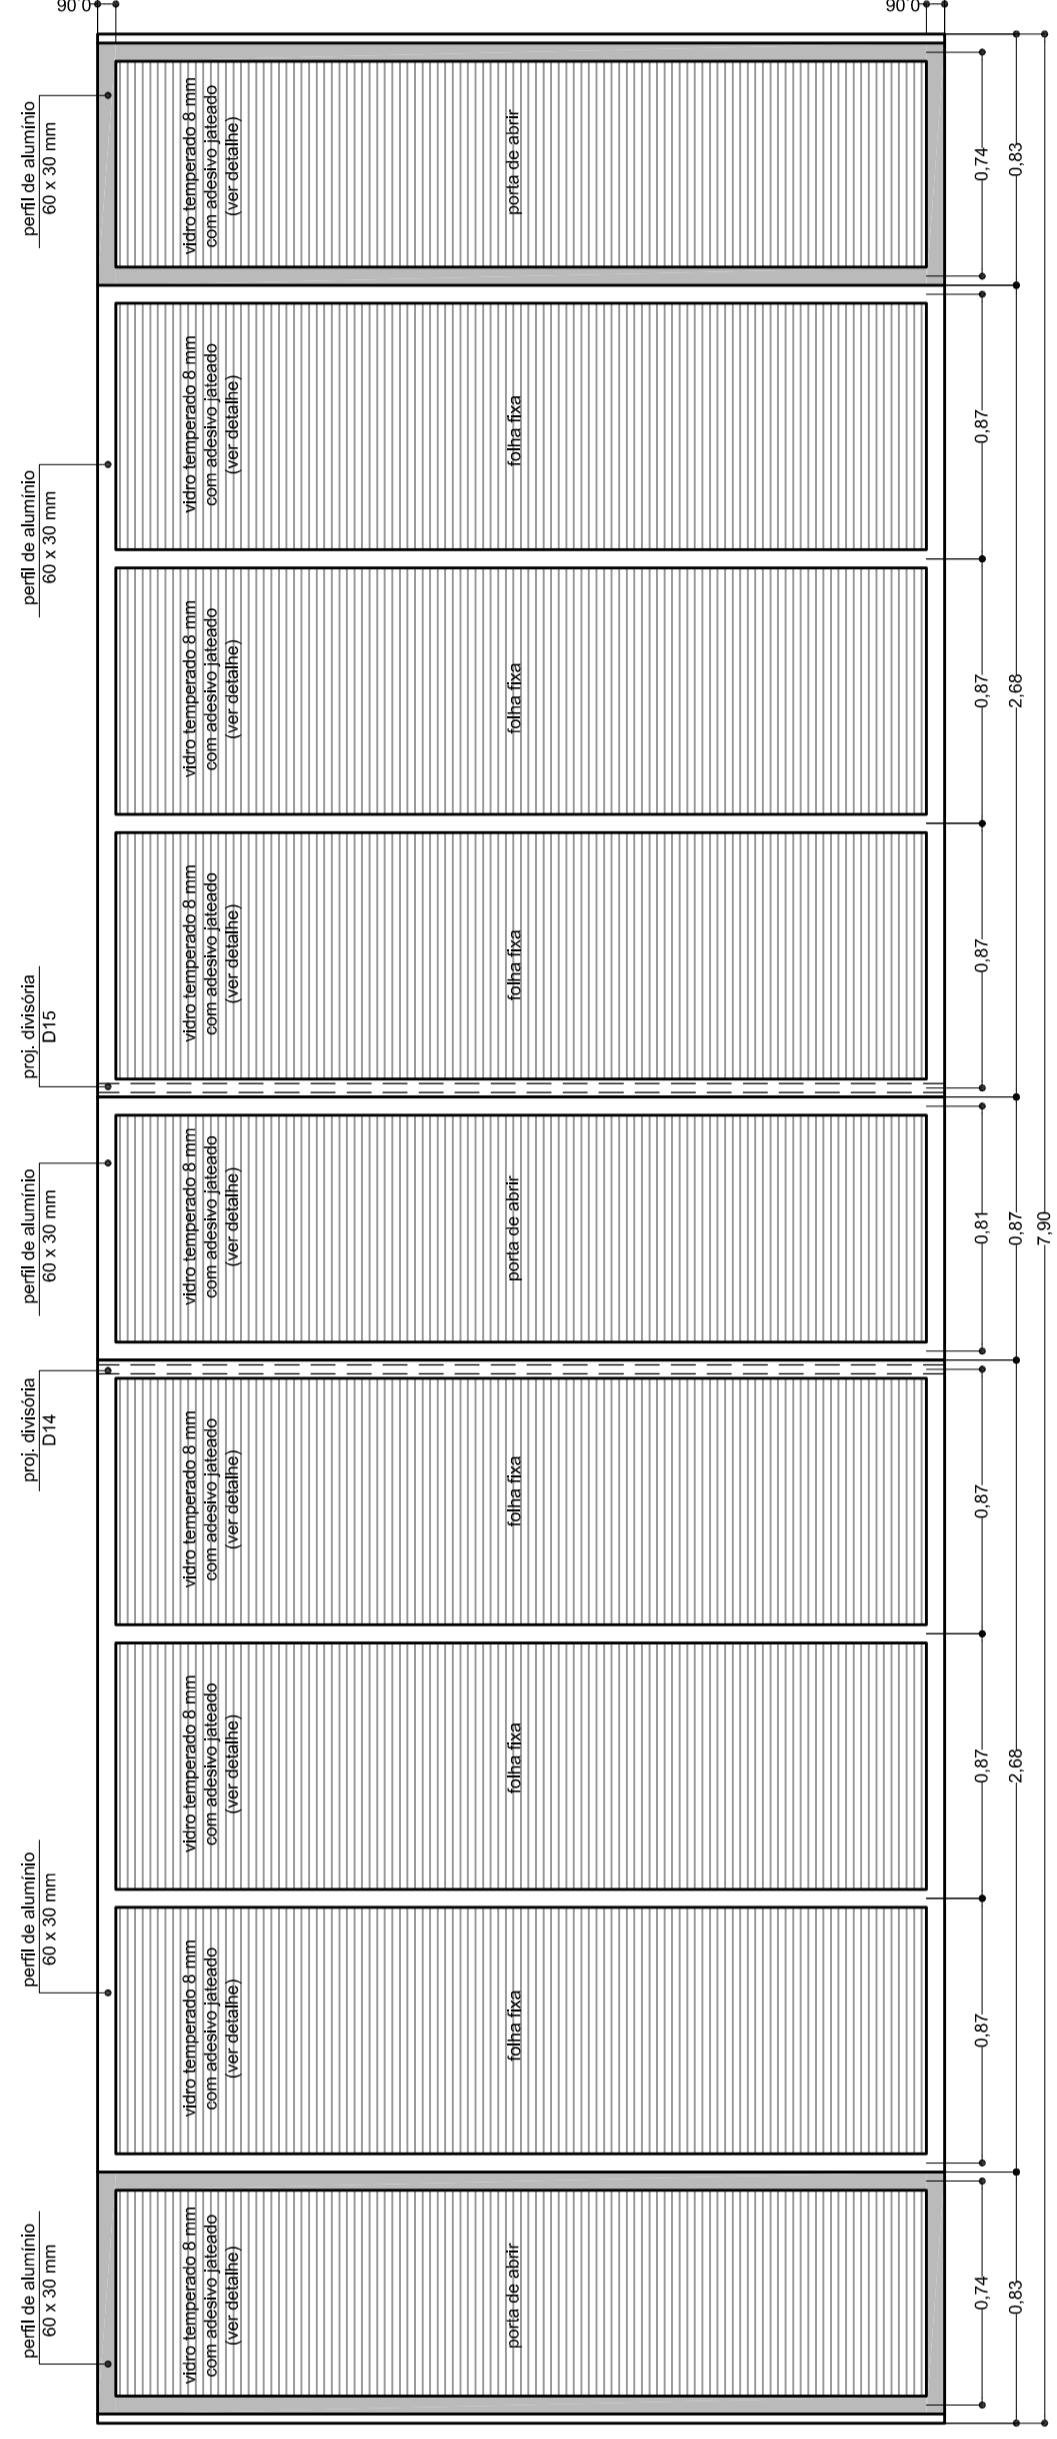 perfil de alumínio
60 x 30 mm
perfil de alumínio
60 x 30 mm
proj. divisória
D14
perfil de alumínio
60 x 30 mm
proj. divisória
D15
perfil de alumínio
60 x 30 mm
perfil de alumínio
60 x 30 mm
0,06
vidro temperado 8 mm
com adesivo jateado
(ver detalhe)
vidro temperado 8 mm
com adesivo jateado
(ver detalhe)
vidro temperado 8 mm
com adesivo jateado
(ver detalhe)
vidro temperado 8 mm
com adesivo jateado
(ver detalhe)
vidro temperado 8 mm
com adesivo jateado
(ver detalhe)
vidro temperado 8 mm
com adesivo jateado
(ver detalhe)
vidro temperado 8 mm
com adesivo jateado
(ver detalhe)
vidro temperado 8 mm
com adesivo jateado
(ver detalhe)
vidro temperado 8 mm
com adesivo jateado
(ver detalhe)
porta de abrir
folha fixa
folha fixa
folha fixa
porta de abrir
folha fixa
folha fixa
folha fixa
porta de abrir
0,06
0,74
0,87
0,87
0,87
0,81
0,87
0,87
0,87
0,74
0,83
2,68
0,87
2,68
0,83
7,90